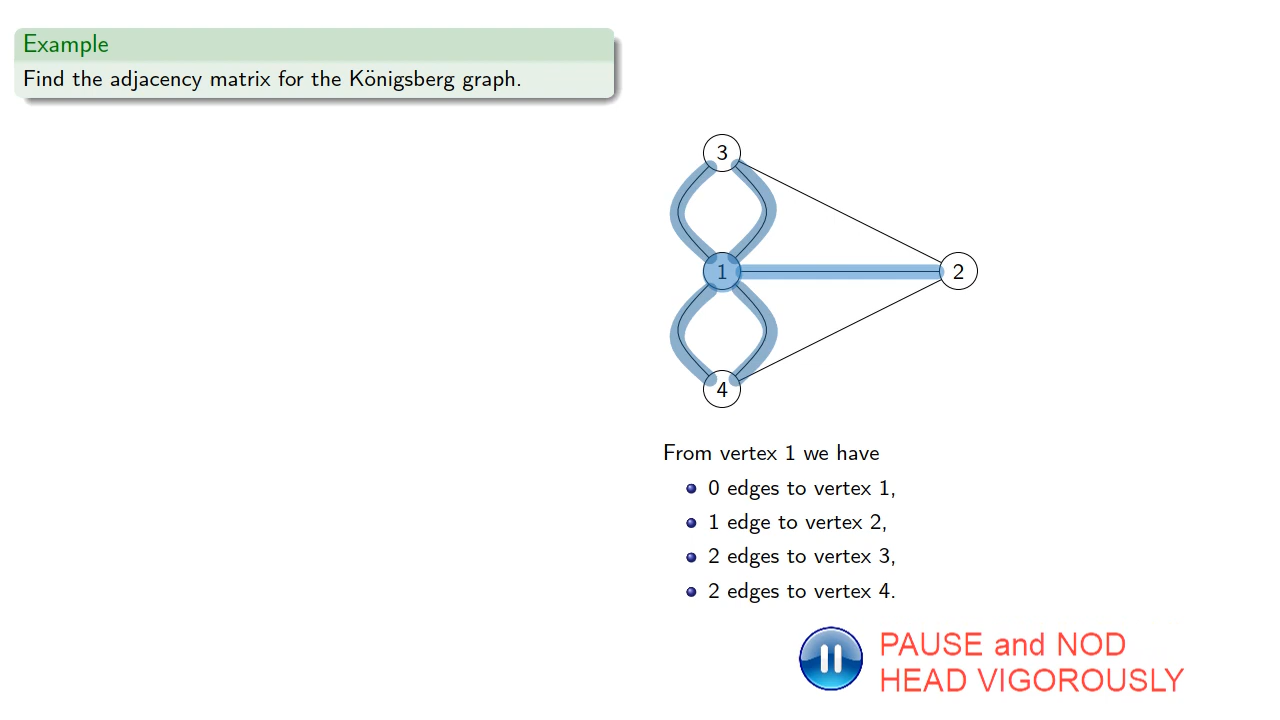 Example
Find the adjacency matrix for the Königsberg graph.
3
1
2
4
From vertex 1 we have
0 edges to vertex 1,
1 edge to vertex 2,
2 edges to vertex 3,
2 edges to vertex 4.
PAUSE and NOD
HEAD VIGOROUSLY